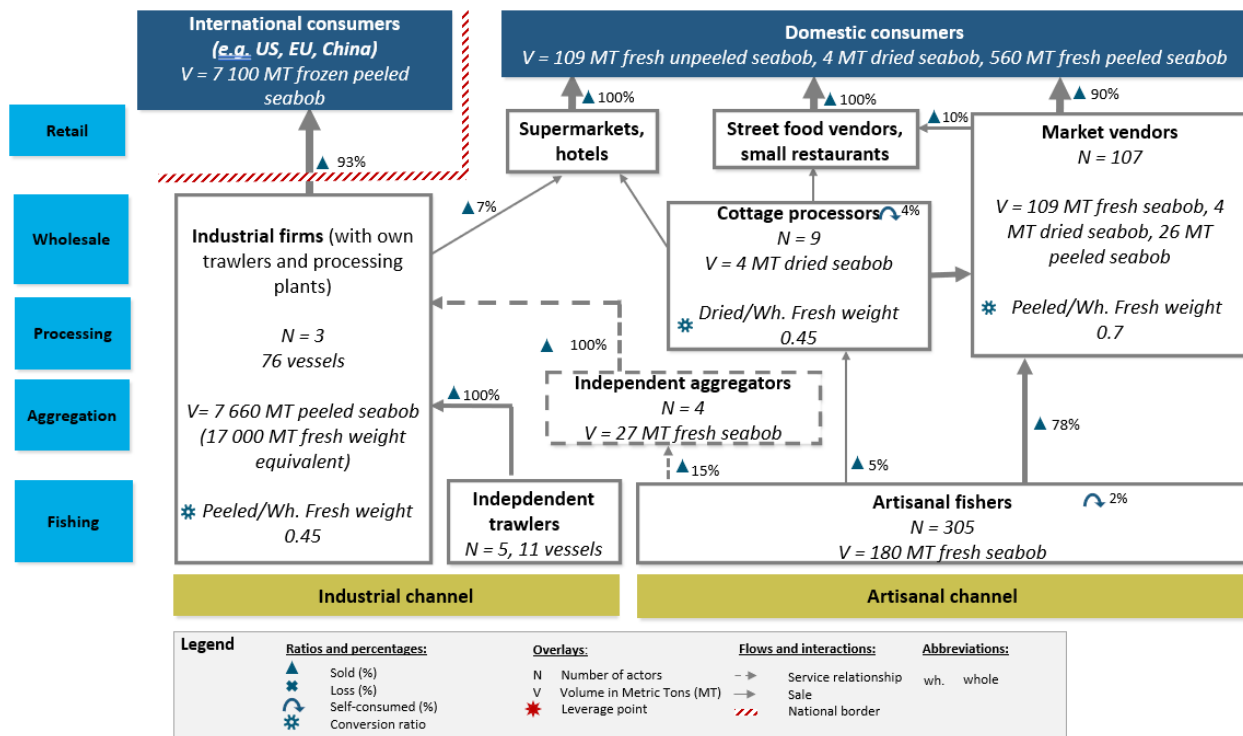 International consumers
(e.g. US, EU, China)
V = 7 100 MT frozen peeled
seabob
Domestic consumers
V = 109 MT fresh unpeeled seabob, 4 MT dried seabob, 560 MT fresh peeled seabob
100%
100%
90%
Retail
93%
Supermarkets,
hotels
Street food vendors,
small restaurants
10%
Market vendors
N = 107
V = 109 MT fresh seabob, 4
MT dried seabob, 26 MT
peeled seabob
Peeled/Wh. Fresh weight
0.7
Wholesale
7%
Industrial firms (with own
trawlers and processing
plants)
N = 3
76 vessels
V= 7 660 MT peeled seabob
(17 000 MT fresh weight
equivalent)
Peeled/Wh. Fresh weight
0.45
Cottage processors
4%
N = 9
V = 4 MT dried seabob
Dried/Wh. Fresh weight
0.45
Processing
100%
Independent aggregators
N = 4
V = 27 MT fresh seabob
Aggregation
100%
78%
15%
5%
Fishing
Indepdendent
trawlers
N = 5, 11 vessels
Artisanal fishers
2%
N = 305
V = 180 MT fresh seabob
Industrial channel
Artisanal channel
Legend
Ratios and percentages:
Sold (%)
Loss (%)
Self-consumed (%)
Conversion ratio
Overlays:
N Number of actors
V Volume in Metric Tons (MT)
Leverage point
Flows and interactions:
Service relationship
Sale
National border
Abbreviations:
wh. whole